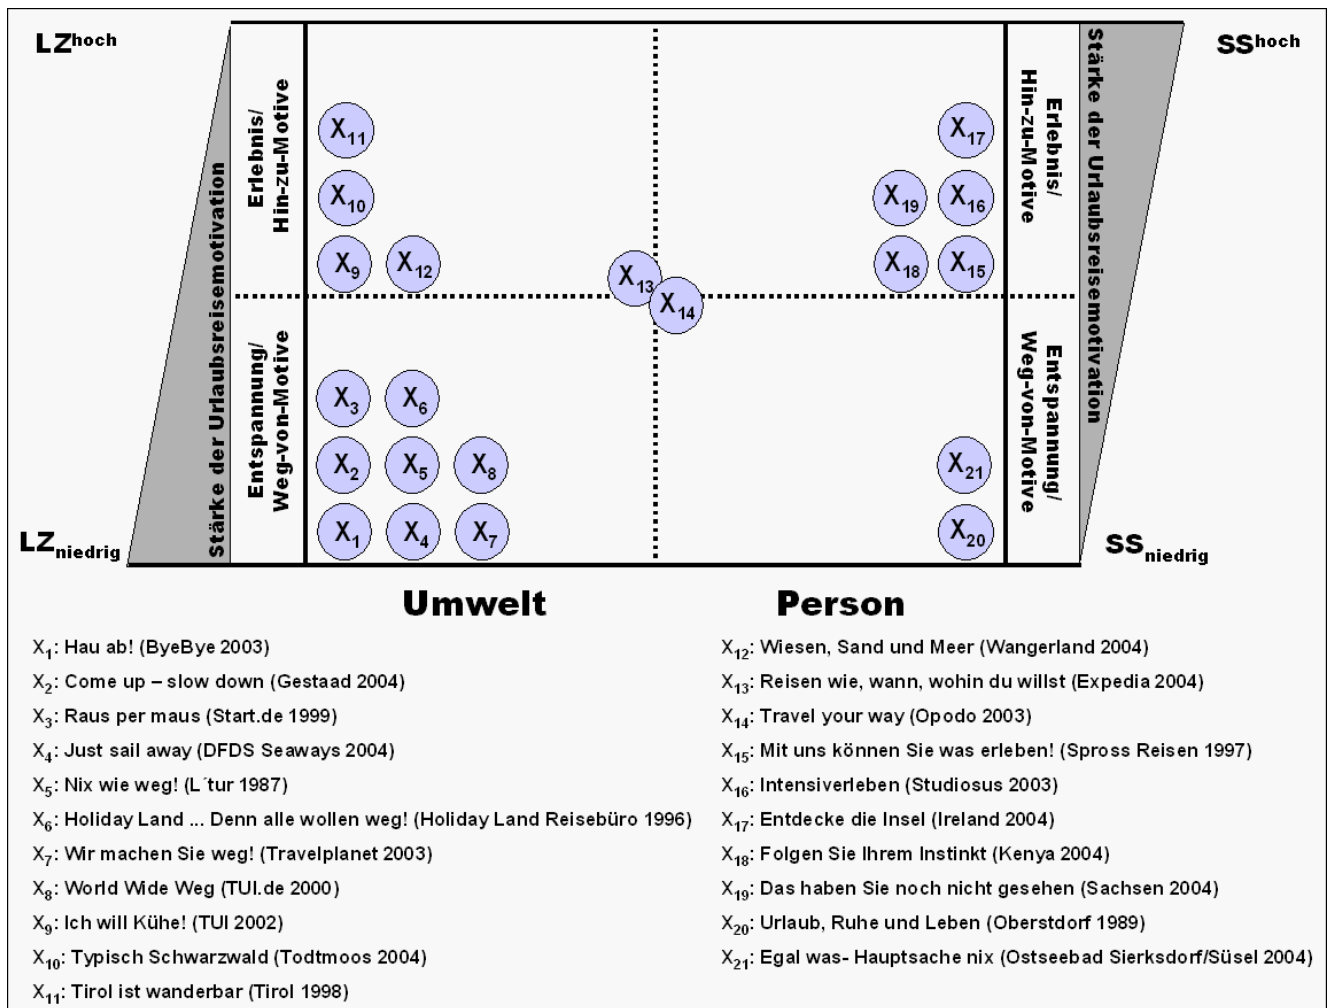 LZhoch
SShoch
Stärke der Urlaubsreisemotivation
Erlebnis/
Hin-zu-Motive
Erlebnis/
Hin-zu-Motive
Stärke der Urlaubsreisemotivation
X11
X17
X10
X19
X16
X9
X12
X13
X18
X15
X14
Entspannung/
Weg-von-Motive
Entspannung/
Weg-von-Motive
X3
X6
X2
X5
X8
X21
X1
X4
X7
X20
LZniedrig
SSniedrig
Umwelt
Person
X1: Hau ab! (ByeBye 2003)
X2: Come up – slow down (Gestaad 2004)
X3: Raus per maus (Start.de 1999)
X4: Just sail away (DFDS Seaways 2004)
X5: Nix wie weg! (L´tur 1987)
X6: Holiday Land ... Denn alle wollen weg! (Holiday Land Reisebüro 1996)
X7: Wir machen Sie weg! (Travelplanet 2003)
X8: World Wide Weg (TUI.de 2000)
X9: Ich will Kühe! (TUI 2002)
X10: Typisch Schwarzwald (Todtmoos 2004)
X11: Tirol ist wanderbar (Tirol 1998)
X12: Wiesen, Sand und Meer (Wangerland 2004)
X13: Reisen wie, wann, wohin du willst (Expedia 2004)
X14: Travel your way (Opodo 2003)
X15: Mit uns können Sie was erleben! (Spross Reisen 1997)
X16: Intensiverleben (Studiosus 2003)
X17: Entdecke die Insel (Ireland 2004)
X18: Folgen Sie Ihrem Instinkt (Kenya 2004)
X19: Das haben Sie noch nicht gesehen (Sachsen 2004)
X20: Urlaub, Ruhe und Leben (Oberstdorf 1989)
X21: Egal was- Hauptsache nix (Ostseebad Sierksdorf/Süsel 2004)